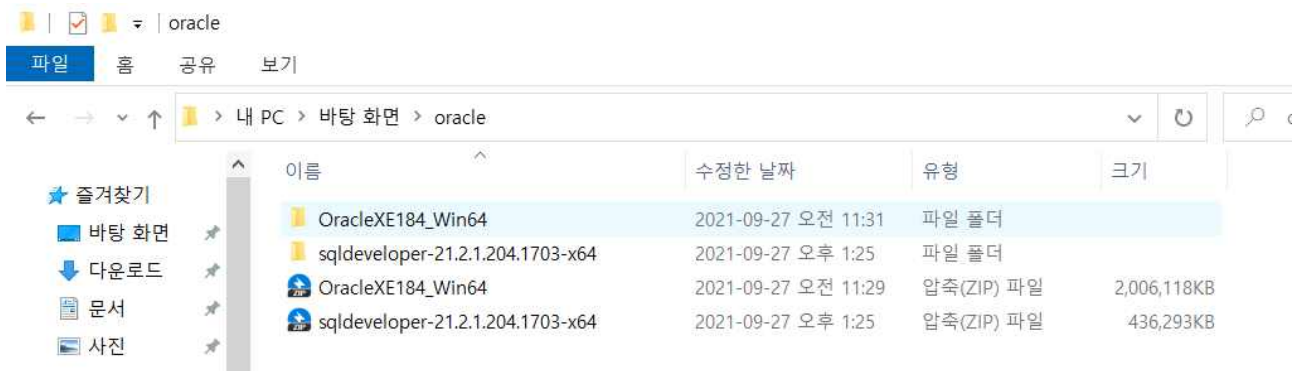 oracle
파일 홈 공유 보기
내 PC > 바탕 화면 > oracle
이름 수정한 날짜 유형 크기
즐겨찾기
바탕 화면
다운로드
문서
사진
OracleXE184_Win64 2021-09-27 오전 11:31 파일 폴더
sqldeveloper-21.2.1.204.1703-x64 2021-09-27 오후 1:25 파일 폴더
OracleXE184_Win64 2021-09-27 오전 11:29 압축(ZIP) 파일 2,006,118KB
sqldeveloper-21.2.1.204.1703-x64 2021-09-27 오후 1:25 압축(ZIP) 파일 436,293KB